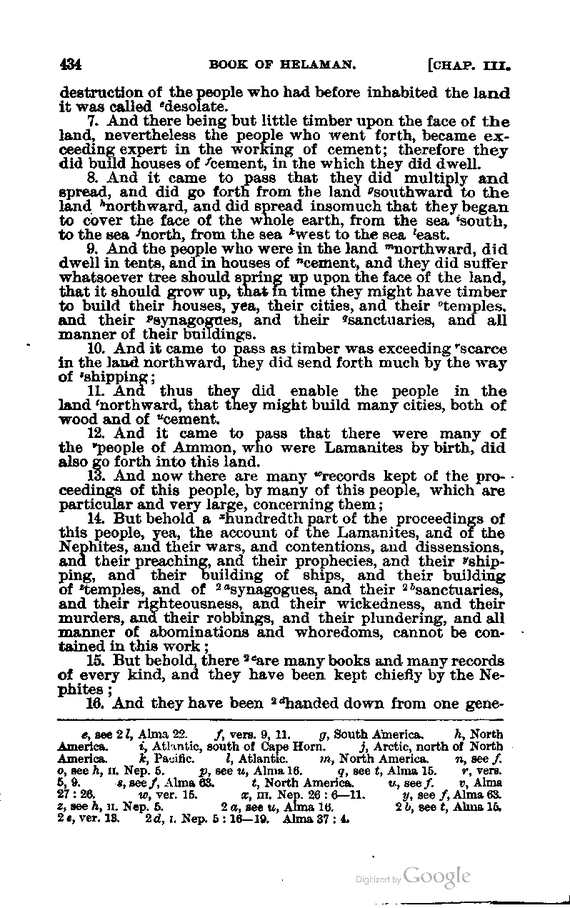 434 BOOK OF HELAMAN. [CHAP. III.
destruction of the people who had before inhabited the land
it was called ᵉdesolate.
7. And there being but little timber upon the face of the
land, nevertheless the people who went forth, became ex-
ceeding expert in the working of cement; therefore they
did build houses of ᶠcement, in the which they did dwell.
8. And it came to pass that they did multiply and
spread, and did go forth from the land ᵍsouthward to the
land ʰnorthward, and did spread insomuch that they began
to cover the face of the whole earth, from the sea ⁱsouth,
to the sea ʲnorth, from the sea ᵏwest to the sea ˡeast.
9. And the people who were in the land ᵐnorthward, did
dwell in tents, and in houses of ⁿcement, and they did suffer
whatsoever tree should spring up upon the face of the land,
that it should grow up, that in time they might have timber
to build their houses, yea, their cities, and their ᵒtemples,
and their ᵖsynagogues, and their qsanctuaries, and all
manner of their buildings.
10. And it came to pass as timber was exceeding ʳscarce
in the land northward, they did send forth much by the way
of ˢshipping;
11. And thus they did enable the people in the
land ᵗnorthward, that they might build many cities, both of
wood and of ᵘcement.
12. And it came to pass that there were many of
the ᵛpeople of Ammon, who were Lamanites by birth, did
also go forth into this land.
13. And now there are many ʷrecords kept of the pro-
ceedings of this people, by many of this people, which are
particular and very large, concerning them;
14. But behold a ˣhundredth part of the proceedings of
this people, yea, the account of the Lamanites, and of the
Nephites, and their wars, and contentions, and dissensions,
and their preaching, and their prophecies, and their ʸship-
ping, and their building of ships, and their building
of ᶻtemples, and of ²ᵃsynagogues, and their ²ᵇsanctuaries,
and their righteousness, and their wickedness, and their
murders, and their robbings, and their plundering, and all
manner of abominations and whoredoms, cannot be con-
tained in this work;
15. But behold, there ²ᶜare many books and many records
of every kind, and they have been kept chiefly by the Ne-
phites;
16. And they have been ²ᵈhanded down from one gene-
e, see 2 l, Alma 22. f, vers. 9, 11. g, South America. h, North
America. i, Atlantic, south of Cape Horn. j, Arctic, north of North
America. k, Pacific. l, Atlantic. m, North America. n, see f.
o, see h, II. Nep. 5. p, see u, Alma 16. q, see t, Alma 15. r, vers.
5, 9. s, see f, Alma 63. t, North America. u, see f. v, Alma
27 : 26. w, ver. 15. x, III. Nep. 26 : 6—11. y, see f, Alma 63.
z, see h, II. Nep. 5. 2 a, see u, Alma 16. 2 b, see t, Alma 15.
2 c, ver. 13. 2 d, I. Nep. 5 : 16—19. Alma 37 : 4.
Digitized by Google